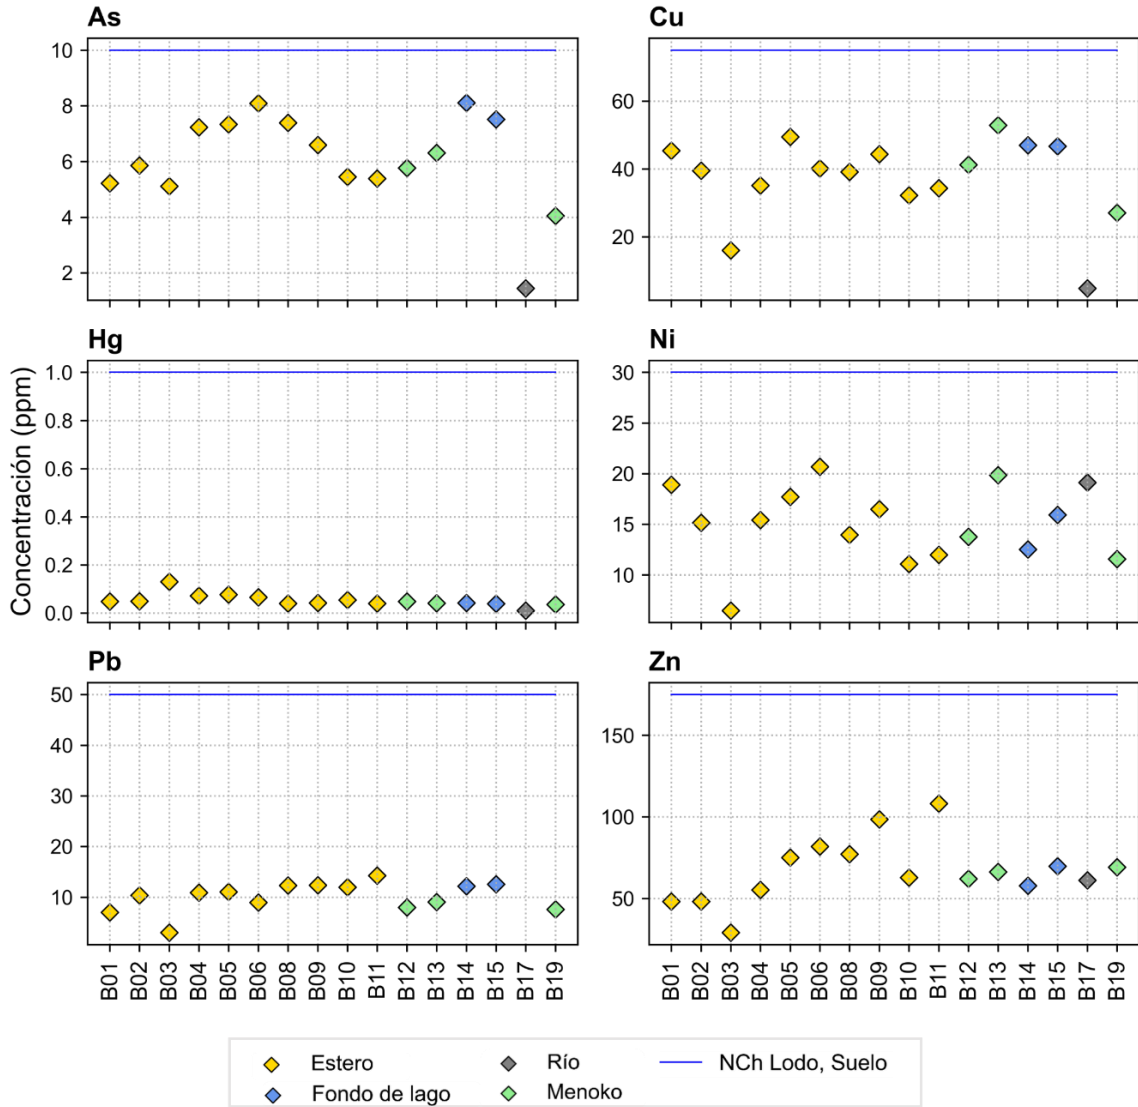 As
10
8
6
4
2
Cu
60
40
20
Hg
1.0
0.8
0.6
0.4
0.2
0.0
Ni
30
25
20
15
10
Concentración (ppm)
Pb
50
40
30
20
10
Zn
150
100
50
B01
B02
B03
B04
B05
B06
B08
B09
B10
B11
B112
B13
B14
B15
B17
B19
B01
B02
B03
B04
B05
B06
B08
B09
B10
B11
B112
B13
B14
B15
B17
B19
Estero
Río
NCh Lodo, Suelo
Fondo de lago
Menoko